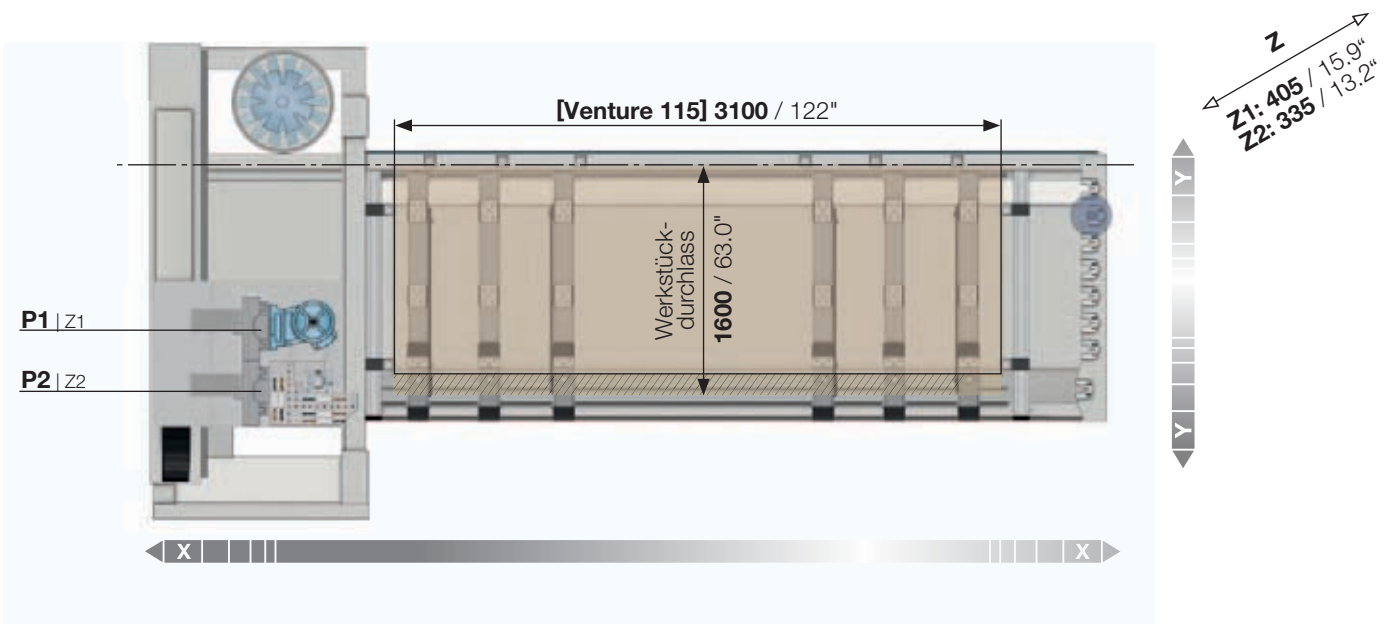 Z
Z1: 405 / 15.9“
Z2: 335 / 13.2“
[Venture 115] 3100 / 122"
Y
Werkstück-
durchlass
1600 / 63.0"
P1 | Z1
P2 | Z2
Y
X
X